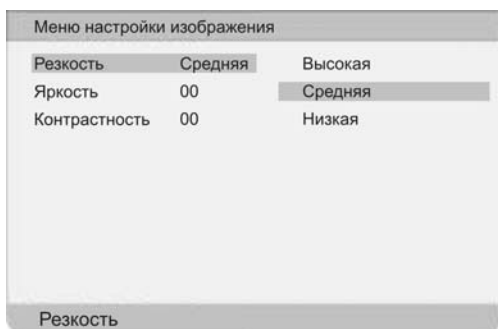 Меню настройки изображения
Резкость Средняя Высокая
Яркость 00 Средняя
Контрастность 00 Низкая
Резкость